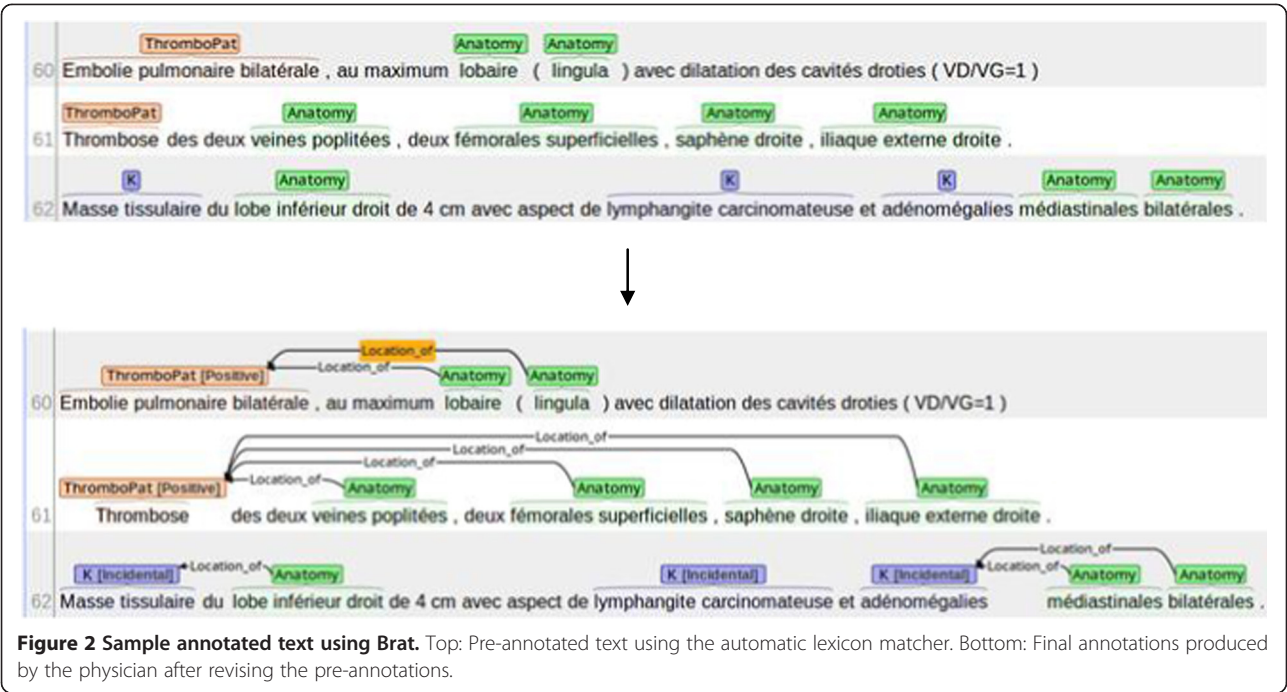 ThromboPat Anatomy Anatomy
60 Embolie pulmonaire bilatérale , au maximum lobaire ( lingula ) avec dilatation des cavités droties ( VD/VG=1 )
ThromboPat Anatomy Anatomy Anatomy Anatomy
61 Thrombose des deux veines poplitées , deux fémorales superficielles , saphène droite , iliaque externe droite .
K Anatomy K K Anatomy Anatomy
62 Masse tissulaire du lobe inférieur droit de 4 cm avec aspect de lymphangite carcinomateuse et adénomégalies médiastinales bilatérales .
Location_of
Location_of
ThromboPat [Positive] Anatomy Anatomy
60 Embolie pulmonaire bilatérale , au maximum lobaire ( lingula ) avec dilatation des cavités droties ( VD/VG=1 )
Location_of
Location_of
Location_of
ThromboPat [Positive] Location_of Anatomy Anatomy Anatomy Anatomy
61 Thrombose des deux veines poplitées , deux fémorales superficielles , saphène droite , iliaque externe droite .
Location_of
K [Incidental] Location_of Anatomy K [Incidental] K [Incidental] Location_of Anatomy Anatomy
62 Masse tissulaire du lobe inférieur droit de 4 cm avec aspect de lymphangite carcinomateuse et adénomégalies médiastinales bilatérales .
Figure 2 Sample annotated text using Brat. Top: Pre-annotated text using the automatic lexicon matcher. Bottom: Final annotations produced
by the physician after revising the pre-annotations.